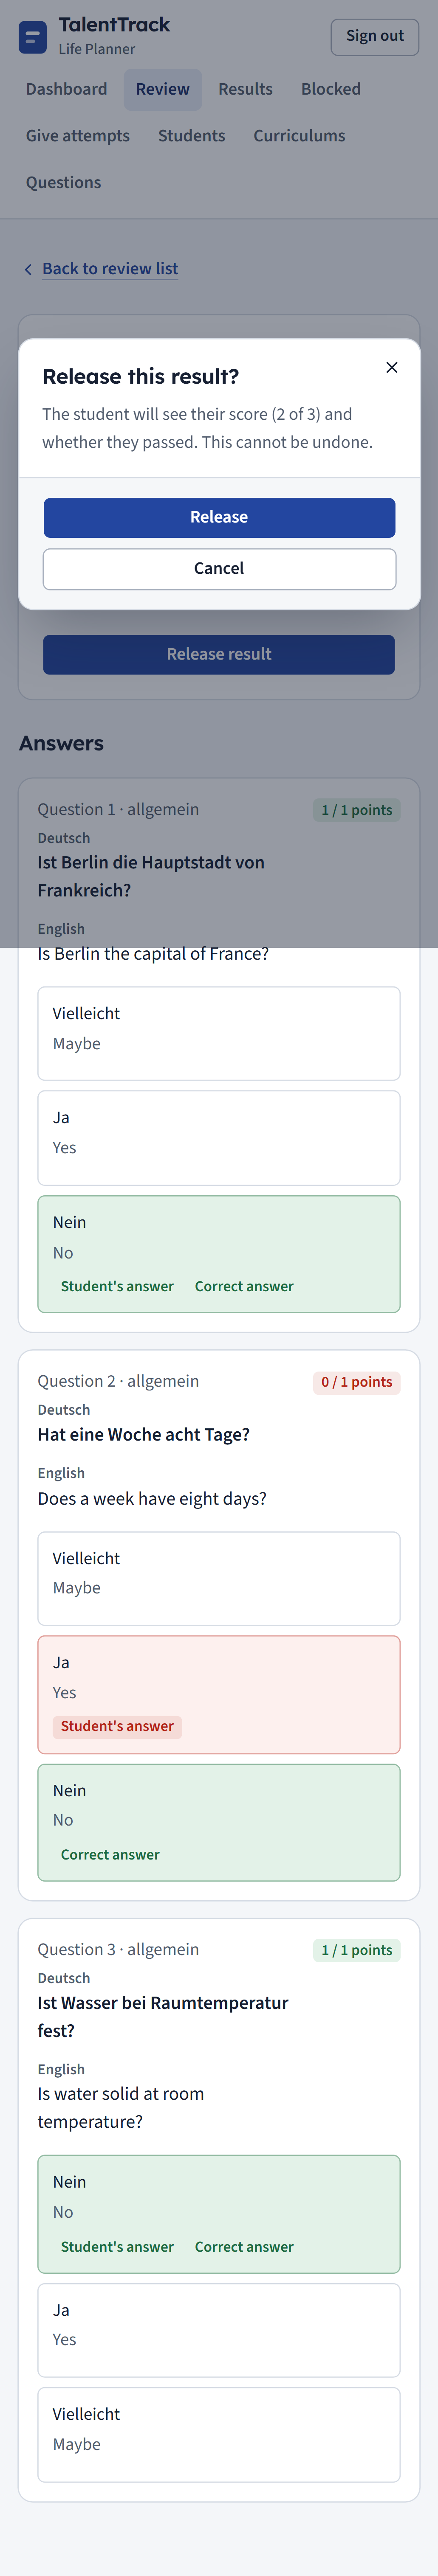 TalentTrack
Life Planner
Sign out
Dashboard Review Results Blocked
Give attempts Students Curriculums
Questions
Back to review list
Release this result?
The student will see their score (2 of 3) and
whether they passed. This cannot be undone.
Release
Cancel
Release result
Answers
Question 1 · allgemein 1 / 1 points
Deutsch
Ist Berlin die Hauptstadt von
Frankreich?
English
Is Berlin the capital of France?
Vielleicht
Maybe
Ja
Yes
Nein
No
Student's answer Correct answer
Question 2 · allgemein 0 / 1 points
Deutsch
Hat eine Woche acht Tage?
English
Does a week have eight days?
Vielleicht
Maybe
Ja
Yes
Student's answer
Nein
No
Correct answer
Question 3 · allgemein 1 / 1 points
Deutsch
Ist Wasser bei Raumtemperatur
fest?
English
Is water solid at room
temperature?
Nein
No
Student's answer Correct answer
Ja
Yes
Vielleicht
Maybe